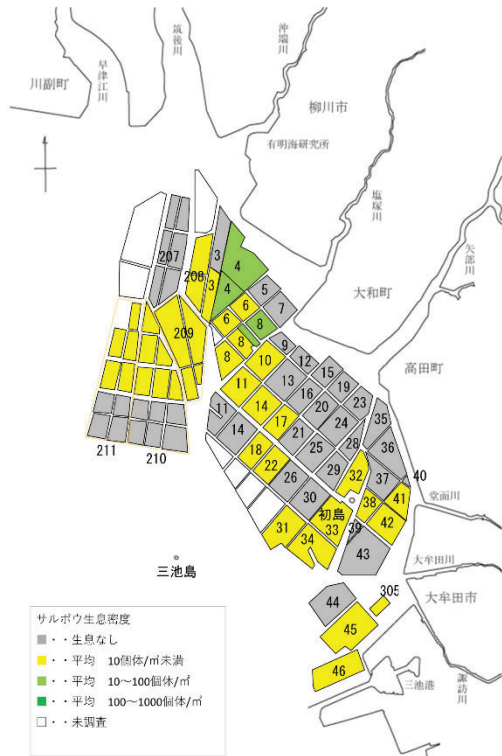 川副町
早津江川
筑後川
沖端川
柳川市
有明海研究所
塩塚川
矢部川
大和町
高田町
207
208
3
3
4
4
5
6
6
7
8
8
8
209
9
10
12
15
11
13
16
19
23
11
14
14
17
20
24
35
21
25
28
36
18
22
26
29
32
37
40
211
210
30
初島
38
41
堂面川
31
34
33
39
42
43
大牟田川
三池島
44
305
大牟田市
45
46
三池港
諏訪川
サルボウ生息密度
・・生息なし
・・平均 10個体/㎡未満
・・平均 10～100個体/㎡
・・平均 100～1000個体/㎡
・・未調査